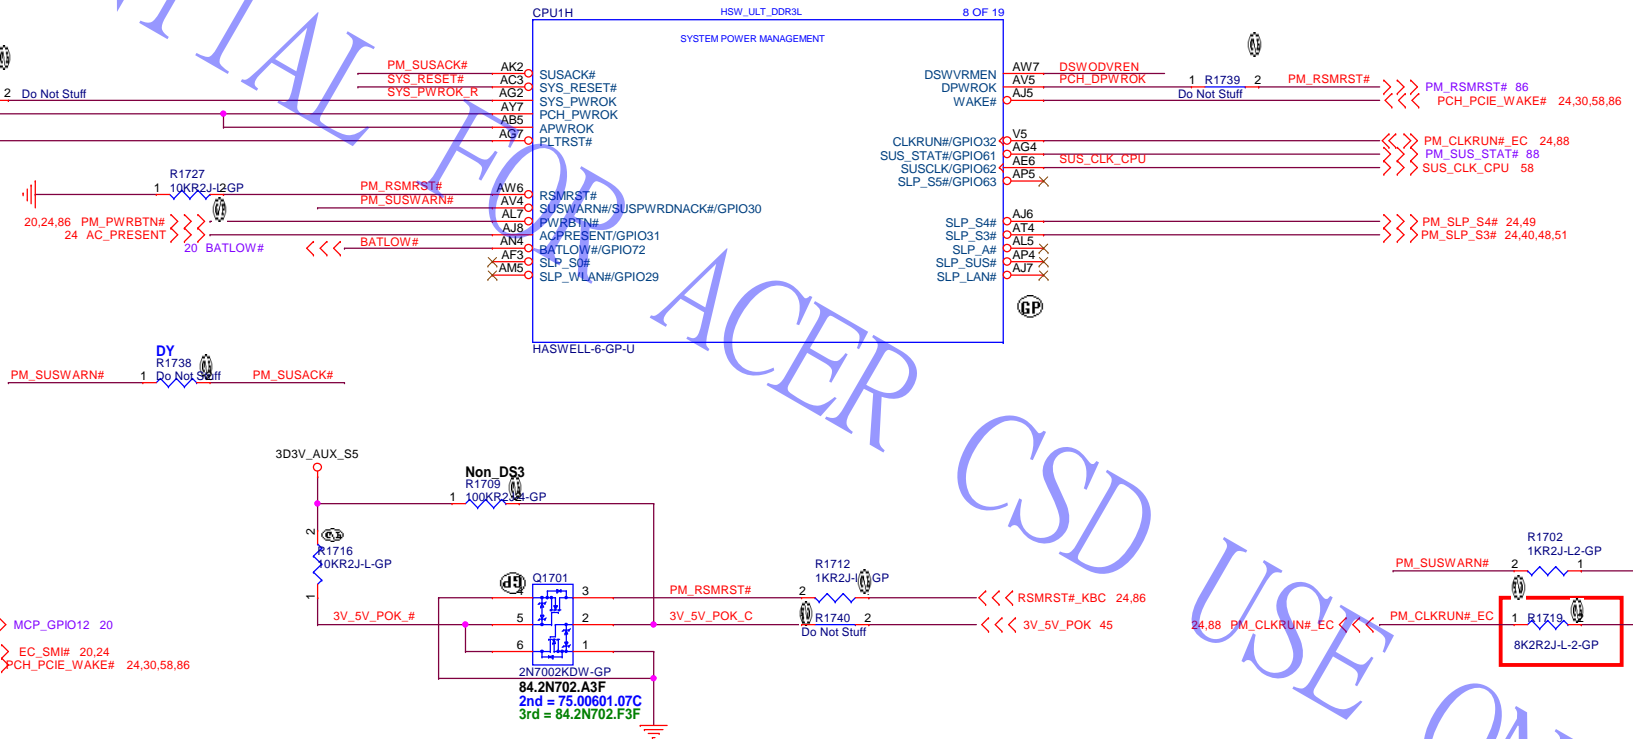 CPU1H
HSW_ULT_DDR3L
8 OF 19
SYSTEM POWER MANAGEMENT
PM_SUSACK#
AK2
SUSACK#
SYS_RESET#
AC3
SYS_RESET#
2
Do Not Stuff
SYS_PWROK_R
AG2
SYS_PWROK
AY7
PCH_PWROK
AB5
APWROK
AG7
PLTRST#
R1727
10KR2J-L-GP
1
2
PM_RSMRST#
AW6
RSMRST#
PM_SUSWARN#
AV4
SUSWARN#/SUSPWRDNACK#/GPIO30
20,24,86 PM_PWRBTN#
AL7
PWRBTN#
24 AC_PRESENT
AJ8
ACPRESENT/GPIO31
20 BATLOW#
BATLOW#
AN4
BATLOW#/GPIO72
AF3
SLP_S0#
AM5
SLP_WLAN#/GPIO29
DSWVRMEN
AW7
DSWODVREN
DPWROK
AV5
PCH_DPWROK
1
R1739
2
Do Not Stuff
PM_RSMRST#
PM_RSMRST# 86
WAKE#
AJ5
PCH_PCIE_WAKE# 24,30,58,86
CLKRUN#/GPIO32
V5
PM_CLKRUN#_EC 24,88
SUS_STAT#/GPIO61
AG4
PM_SUS_STAT# 88
SUSCLK/GPIO62
AE6
SUS_CLK_CPU
SUS_CLK_CPU 58
SLP_S5#/GPIO63
AP5
SLP_S4#
AJ6
PM_SLP_S4# 24,49
SLP_S3#
AT4
PM_SLP_S3# 24,40,48,51
SLP_A#
AL5
SLP_SUS#
AP4
SLP_LAN#
AJ7
GP
HASWELL-6-GP-U
DY
R1738
Do Not Stuff
PM_SUSWARN#
1
PM_SUSACK#
3D3V_AUX_S5
Non_DS3
R1709
1
2
R1716
10KR2J-L-GP
1
3V_5V_POK_#
GP
Q1701
4
5
6
3
2
1
PM_RSMRST#
3V_5V_POK_C
2N7002KDW-GP
84.2N702.A3F
2nd = 75.00601.07C
3rd = 84.2N702.F3F
R1712
2
RSMRST#_KBC 24,86
R1740
2
Do Not Stuff
3V_5V_POK 45
MCP_GPIO12 20
EC_SMI# 20,24
PCH_PCIE_WAKE# 24,30,58,86
R1702
1KR2J-L2-GP
PM_SUSWARN#
2
1
24,88 PM_CLKRUN#_EC
PM_CLKRUN#_EC
1
R1719
2
8K2R2J-L-2-GP
FOR ACER CSD USE